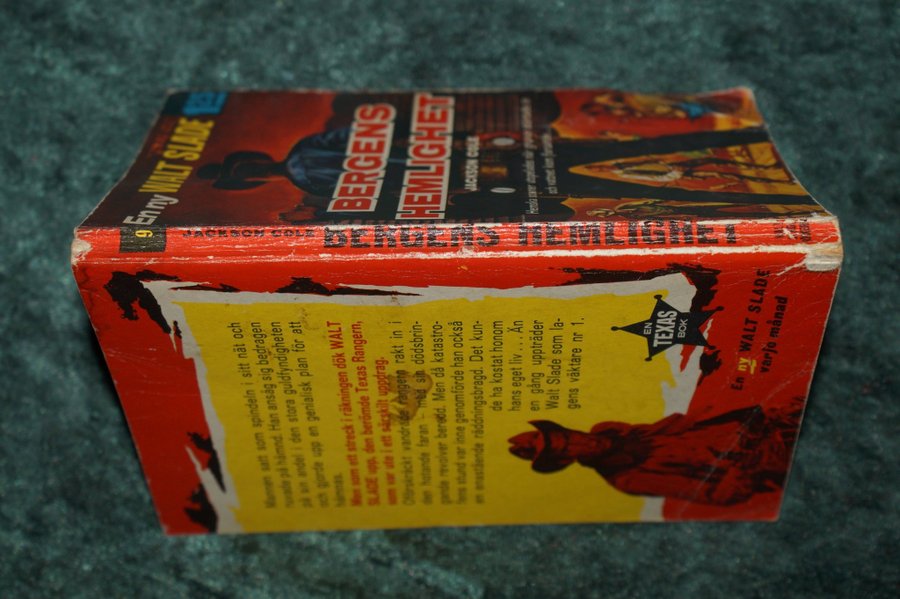 En ny WALT SLADE
BERGENS
HEMLIGHET
JACKSON COLE
9
JACKSON COLE
BERGENS HEMLIGHET
Mannen satt som spindeln i sitt nät och
ruvade på hämnd. Han ansåg sig bedragen
på sin andel i den stora guldfyndigheten
och gjorde upp en genialisk plan för att
hämnas.
Men som ett streck i räkningen dök WALT
SLADE upp, den berömde Texas Rangern,
som var ute i ett särskilt uppdrag.
Oförskräckt vandrade rangern rakt in i
den hotande faran — med sin dödsbrin-
gande revolver beredd. Men då katastro-
fens stund var inne genomförde han också
en enastående räddningsbragd. Det kun-
de ha kostat honom
hans eget liv . . . Än
en gång uppträder
Walt Slade som la-
gens väktare nr 1.
EN
TEXAS
BOK
En ny WALT SLADE
varje månad